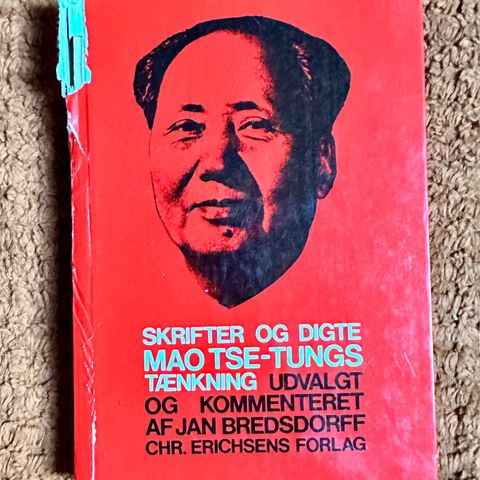 SKRIFTER OG DIGTE
MAO TSE-TUNGS
TÆNKNING UDVALGT
OG KOMMENTERET
AF JAN BREDSDORFF
CHR. ERICHSENS FORLAG